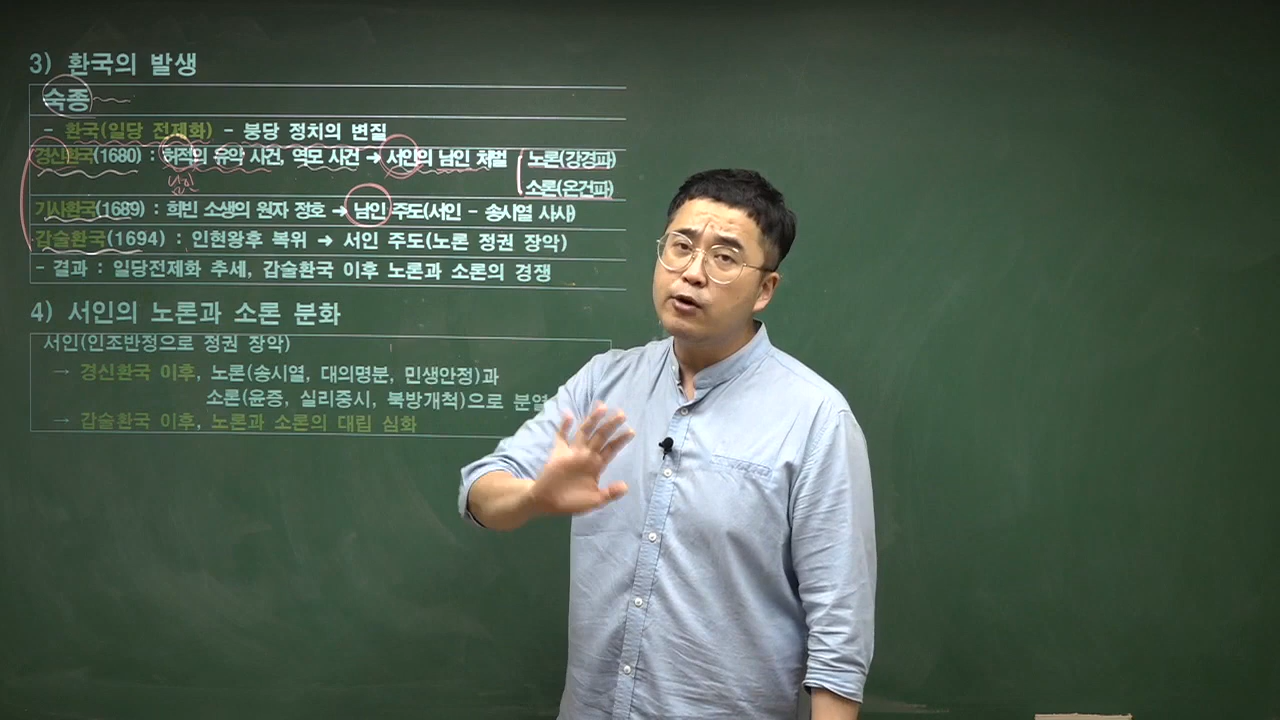 3) 환국의 발생
숙종
- 환국(일당 전제화) - 붕당 정치의 변질
경신환국(1680) : 허적의 유악 사건, 역모 사건 → 서인의 남인 처벌 노론(강경파)
소론(온건파)
남인
기사환국(1689) : 희빈 소생의 원자 정호 → 남인 주도(서인 - 송시열 사사)
갑술환국(1694) : 인현왕후 복위 → 서인 주도(노론 정권 장악)
- 결과 : 일당전제화 추세, 갑술환국 이후 노론과 소론의 경쟁
4) 서인의 노론과 소론 분화
서인(인조반정으로 정권 장악)
→ 경신환국 이후, 노론(송시열, 대의명분, 민생안정)과
소론(윤증, 실리중시, 북방개척)으로 분열
→ 갑술환국 이후, 노론과 소론의 대립 심화